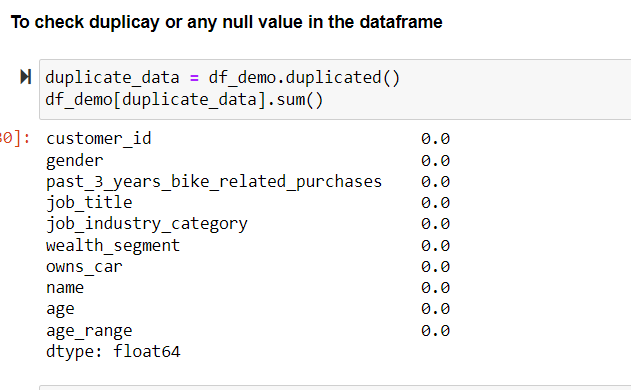 To check duplicay or any null value in the dataframe
duplicate_data = df_demo.duplicated()
df_demo[duplicate_data].sum()
30]: customer_id 0.0
gender 0.0
past_3_years_bike_related_purchases 0.0
job_title 0.0
job_industry_category 0.0
wealth_segment 0.0
owns_car 0.0
name 0.0
age 0.0
age_range 0.0
dtype: float64